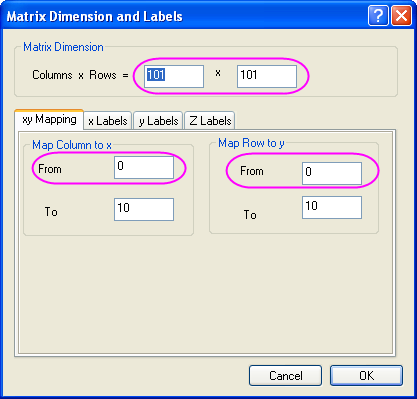 Matrix Dimension and Labels
Matrix Dimension
Columns x Rows = 101 x 101
xy Mapping x Labels y Labels Z Labels
Map Column to x
From 0
To 10
Map Row to y
From 0
To 10
Cancel OK